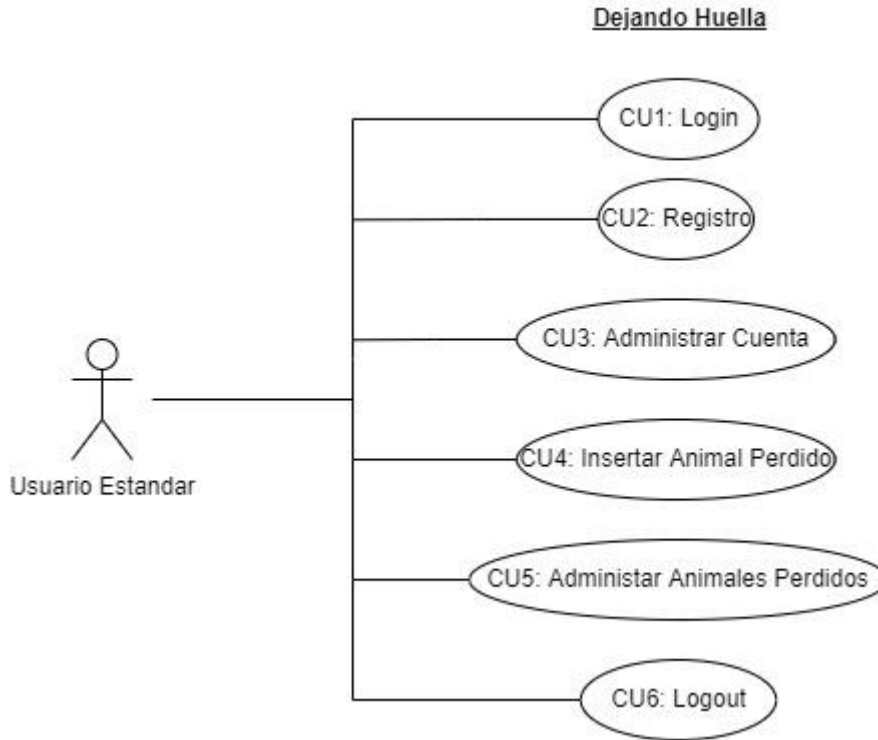 Dejando Huella
CU1: Login
CU2: Registro
CU3: Administrar Cuenta
CU4: Insertar Animal Perdido
Usuario Estandar
CU5: Administar Animales Perdidos
CU6: Logout